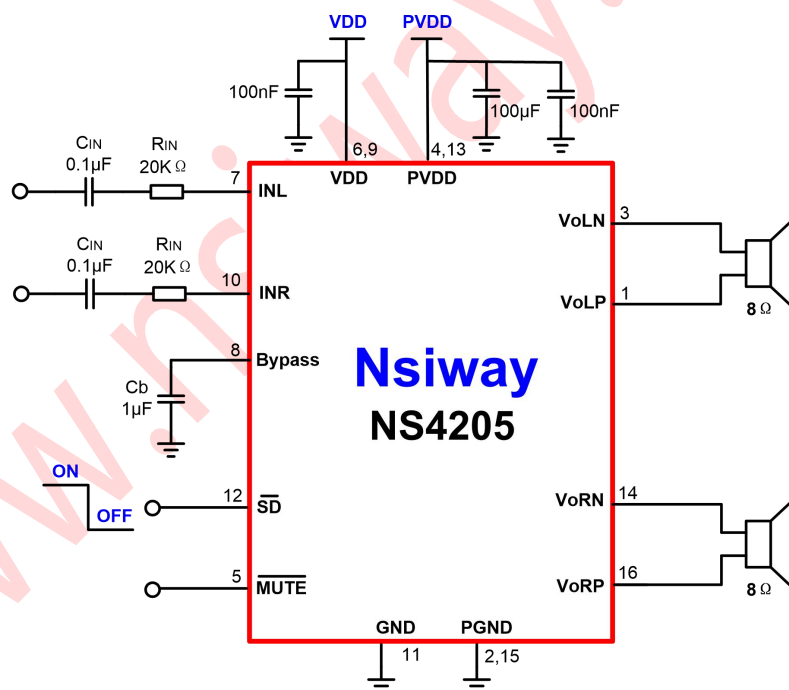 VDD
PVDD
100nF
100µF
100nF
6,9
4,13
VDD
PVDD
CIN
0.1µF
RIN
20KΩ
7
INL
CIN
0.1µF
RIN
20KΩ
10
INR
8
Bypass
Cb
1µF
Nsiway
NS4205
ON
OFF
12
SD
5
MUTE
VoLN
3
VoLP
1
8Ω
VoRN
14
VoRP
16
8Ω
GND
11
PGND
2,15
www.nsiway.